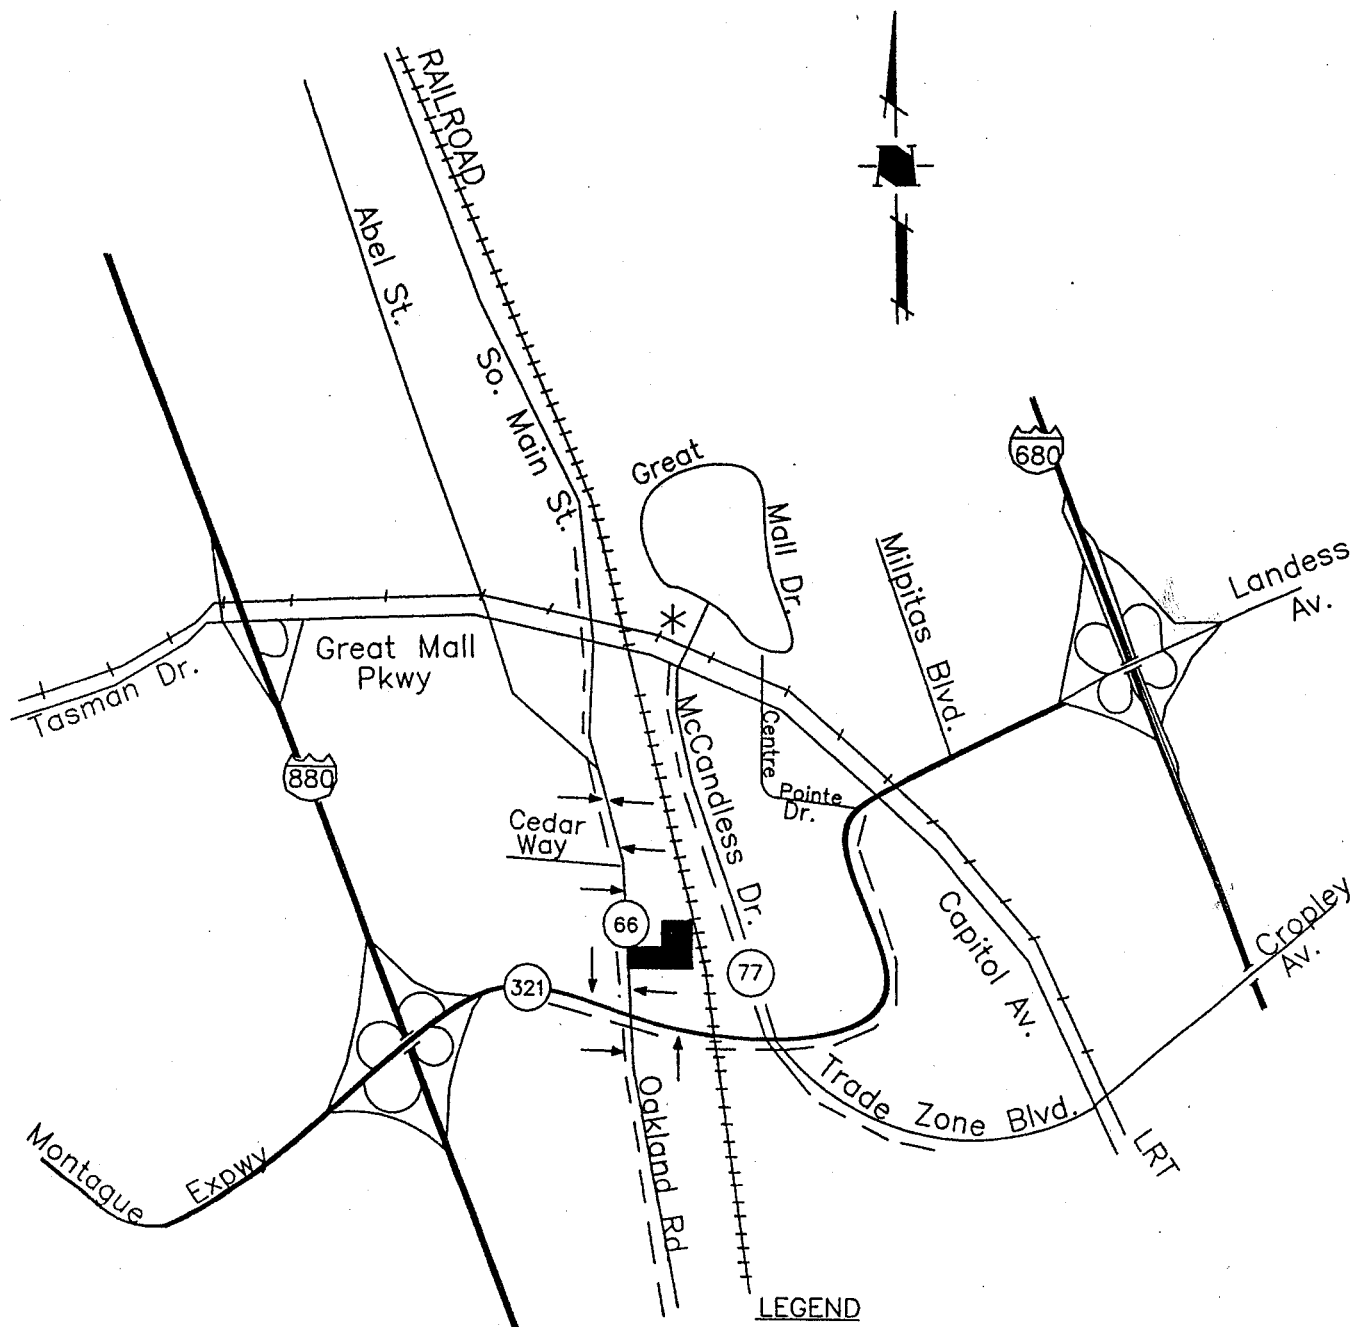 RAILROAD
N
Abel St.
So. Main St.
680
Great
Mall Dr.
Milpitas Blvd.
Landess
Av.
Great Mall
Pkwy
Tasman Dr.
McCandless Dr.
Centre
Pointe
Dr.
880
Cedar
Way
66
77
321
Capitol Av.
Cropley
Av.
Trade Zone Blvd.
Oakland Rd
LRT
Montague
Expwy
LEGEND